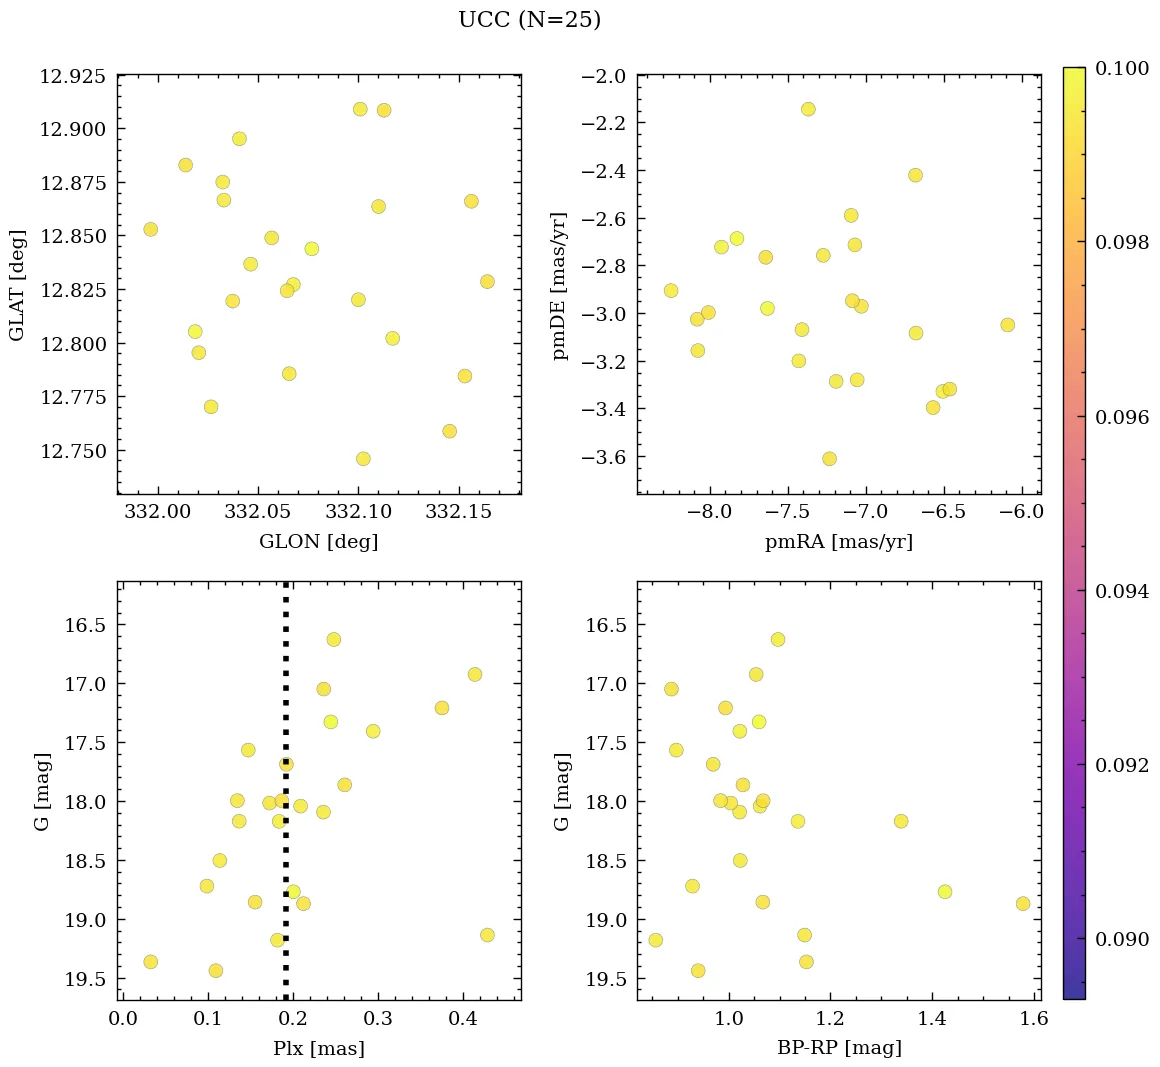 UCC (N=25)
12.925
12.900
12.875
12.850
12.825
12.800
12.775
12.750
GLAT [deg]
332.00 332.05 332.10 332.15
GLON [deg]
−2.0
−2.2
−2.4
−2.6
−2.8
−3.0
−3.2
−3.4
−3.6
pmDE [mas/yr]
−8.0 −7.5 −7.0 −6.5 −6.0
pmRA [mas/yr]
0.100
0.098
0.096
0.094
0.092
0.090
16.5
17.0
17.5
18.0
18.5
19.0
19.5
G [mag]
0.0 0.1 0.2 0.3 0.4
Plx [mas]
16.5
17.0
17.5
18.0
18.5
19.0
19.5
G [mag]
1.0 1.2 1.4 1.6
BP-RP [mag]